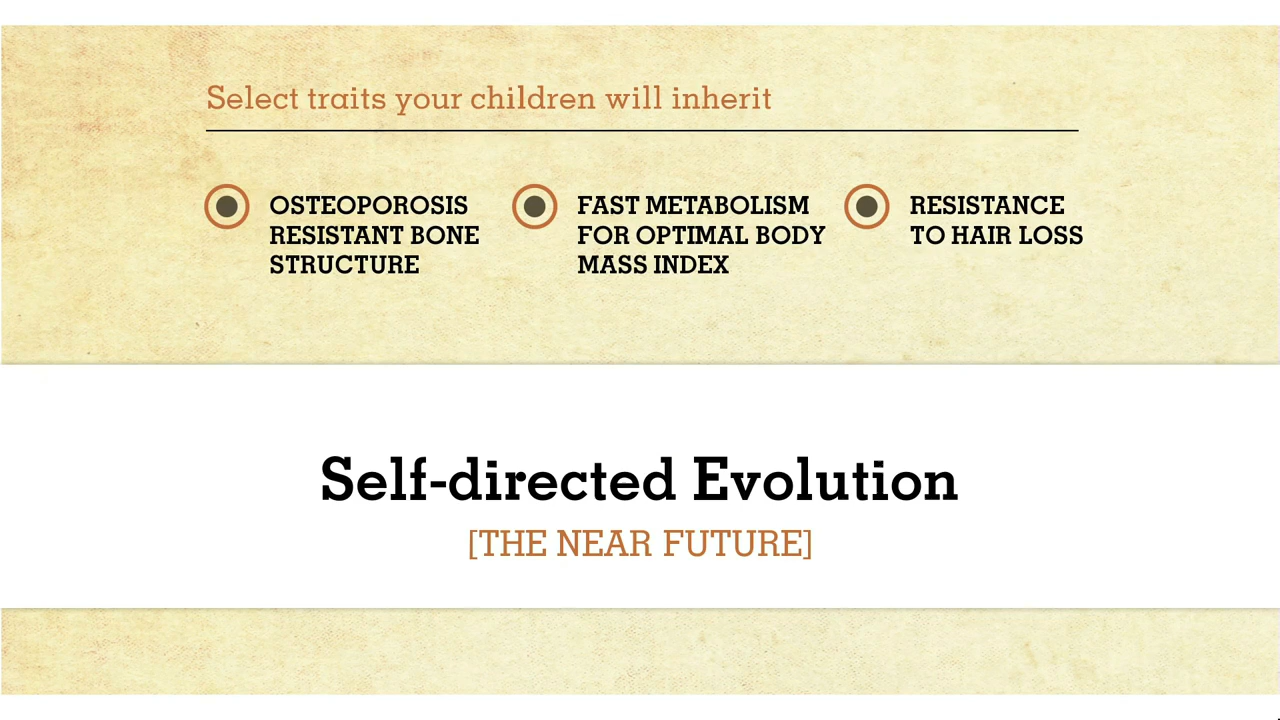 Select traits your children will inherit
OSTEOPOROSIS
RESISTANT BONE
STRUCTURE
FAST METABOLISM
FOR OPTIMAL BODY
MASS INDEX
RESISTANCE
TO HAIR LOSS
Self-directed Evolution
[THE NEAR FUTURE]